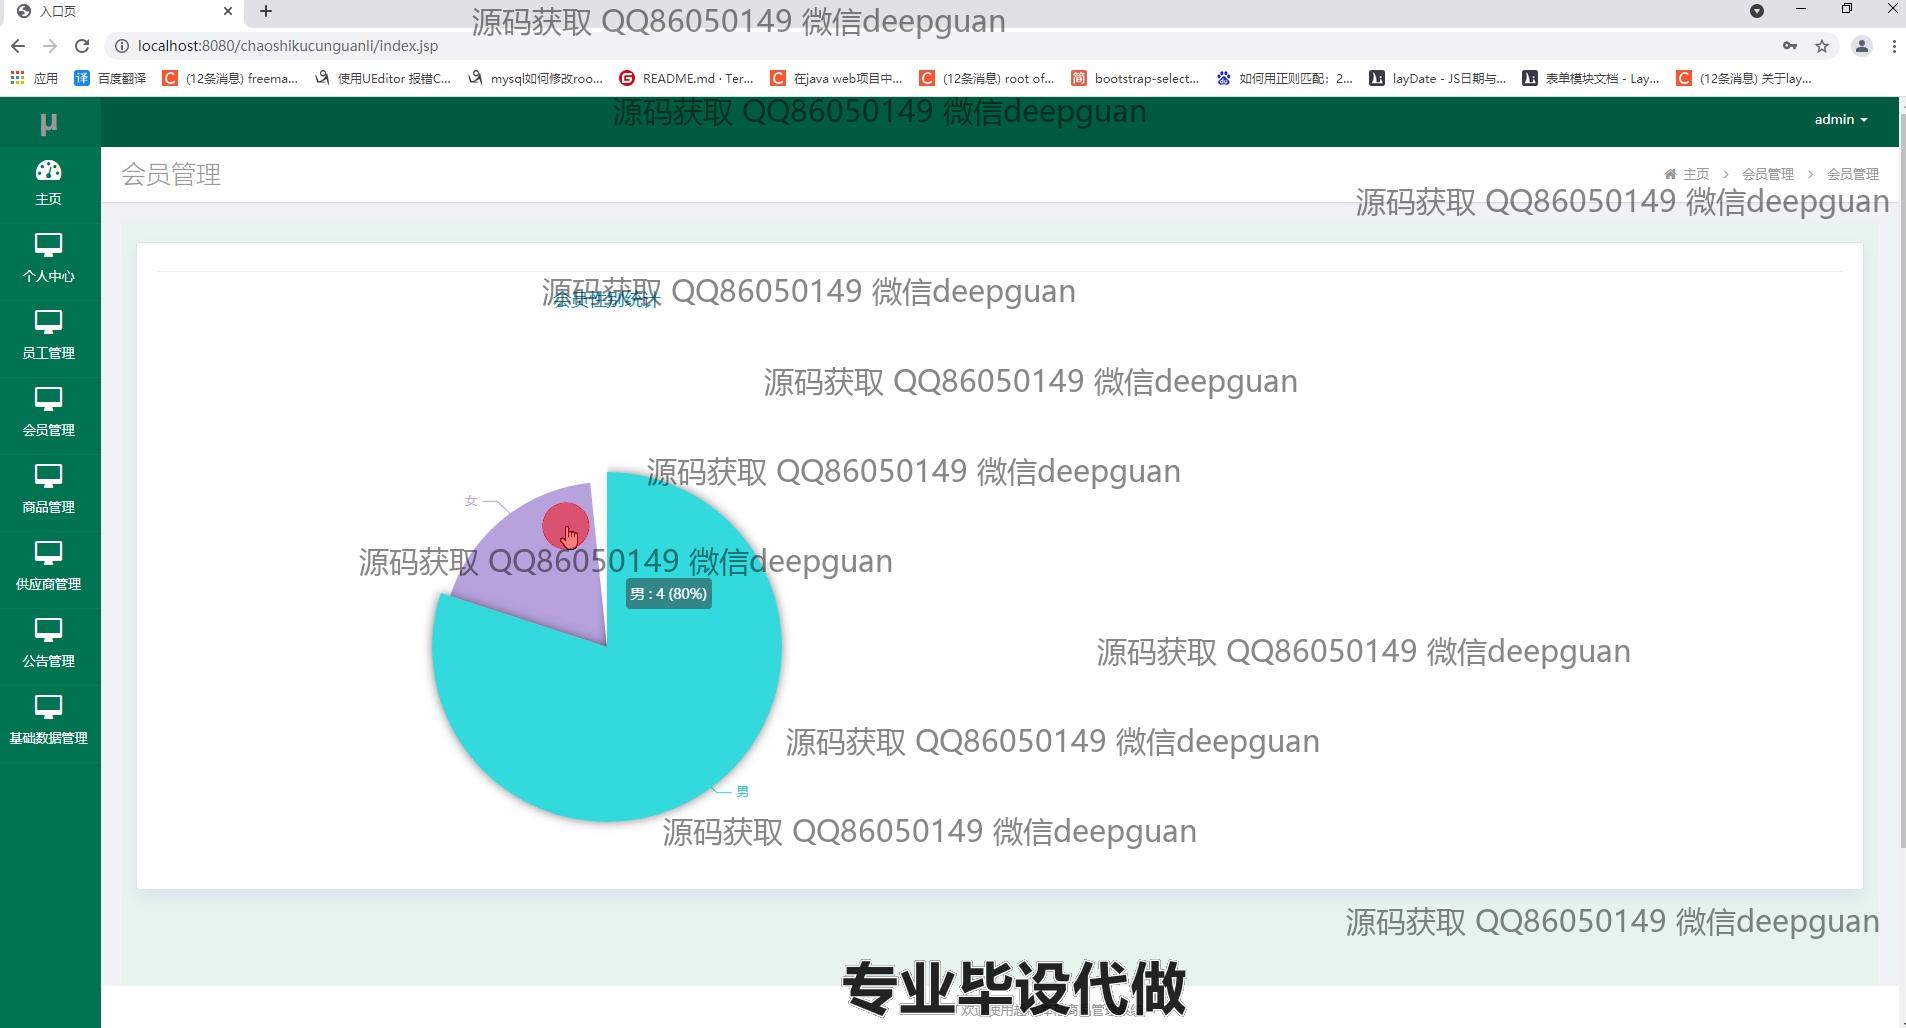 入口页
源码获取 QQ86050149 微信deepguan
localhost:8080/chaoshikucunguanli/index.jsp
应用 百度翻译 (12条消息) freema... 使用UEditor 报错C... mysql如何修改roo... README.md · Ter... 在java web项目中... (12条消息) root of... bootstrap-select... 如何用正则匹配：2... layDate - JS日期与... 表单模块文档 - Lay... (12条消息) 关于lay...
μ
源码获取 QQ86050149 微信deepguan
admin
主页
会员管理
主页 > 会员管理 > 会员管理
源码获取 QQ86050149 微信deepguan
个人中心
会员性别统计
源码获取 QQ86050149 微信deepguan
员工管理
源码获取 QQ86050149 微信deepguan
会员管理
源码获取 QQ86050149 微信deepguan
商品管理
女
源码获取 QQ86050149 微信deepguan
供应商管理
男 : 4 (80%)
源码获取 QQ86050149 微信deepguan
公告管理
源码获取 QQ86050149 微信deepguan
基础数据管理
男
源码获取 QQ86050149 微信deepguan
源码获取 QQ86050149 微信deepguan
专业毕设代做